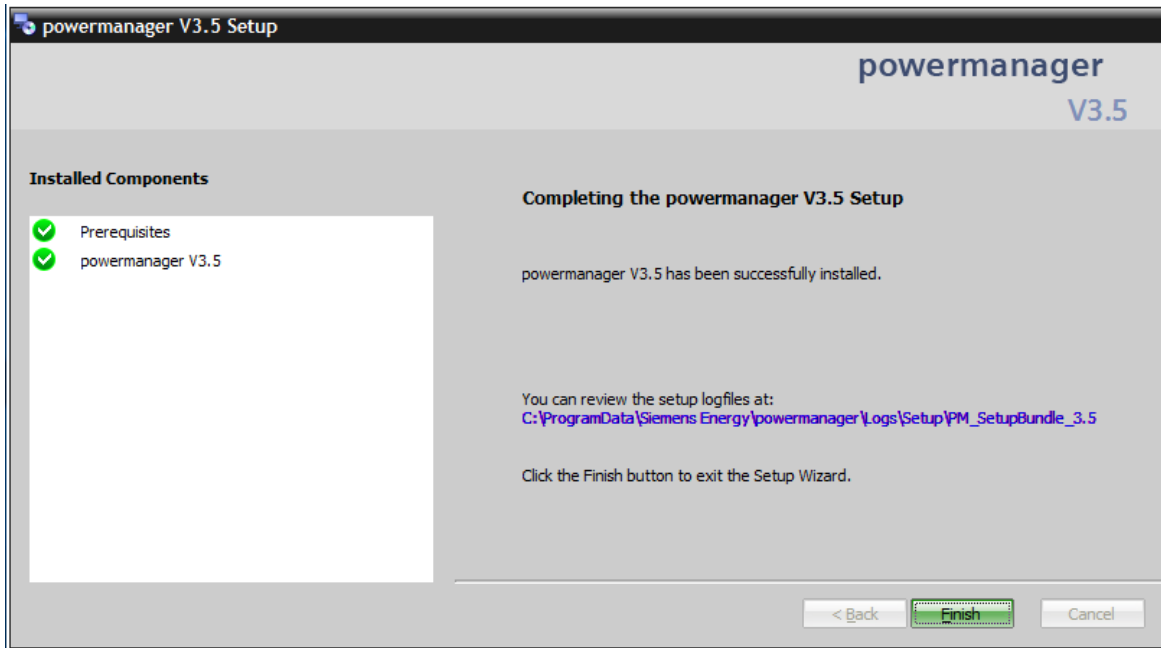 powermanager V3.5 Setup
powermanager
V3.5
Installed Components
Prerequisites
powermanager V3.5
Completing the powermanager V3.5 Setup
powermanager V3.5 has been successfully installed.
You can review the setup logfiles at:
C:\ProgramData\Siemens Energy\powermanager\Logs\Setup\PM_SetupBundle_3.5
Click the Finish button to exit the Setup Wizard.
< Back
Finish
Cancel